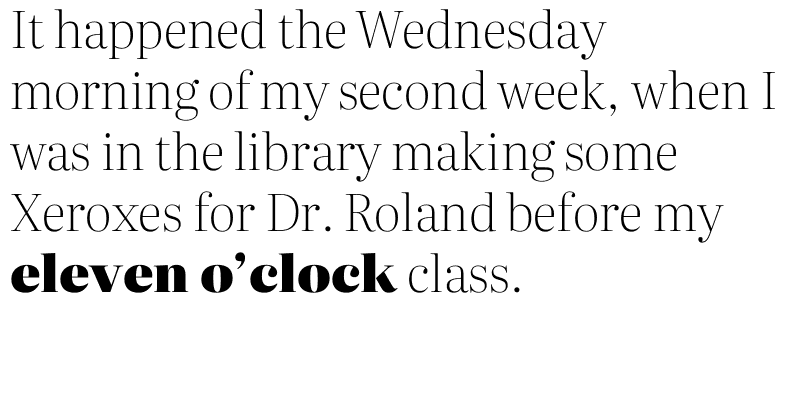 It happened the Wednesday
morning of my second week, when I
was in the library making some
Xeroxes for Dr. Roland before my
eleven o’clock class.